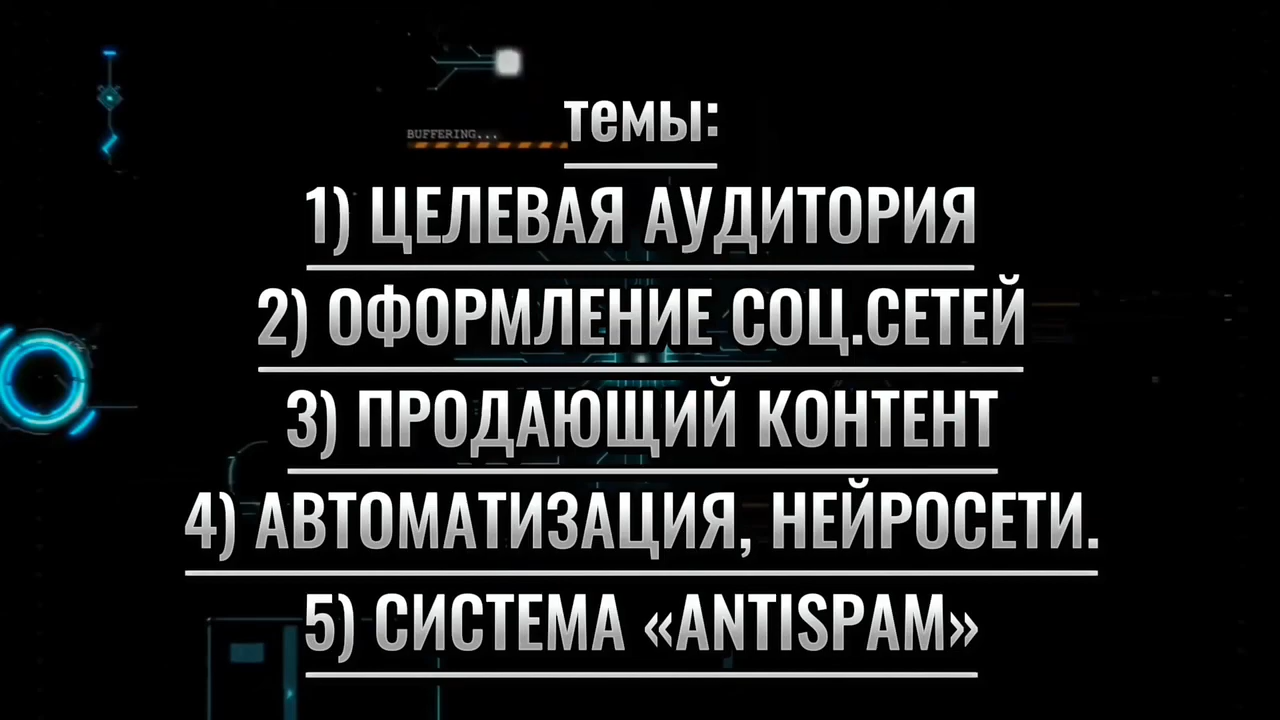 темы:
BUFFERING...
1) ЦЕЛЕВАЯ АУДИТОРИЯ
2) ОФОРМЛЕНИЕ СОЦ.СЕТЕЙ
3) ПРОДАЮЩИЙ КОНТЕНТ
4) АВТОМАТИЗАЦИЯ, НЕЙРОСЕТИ.
5) СИСТЕМА «ANTISPAM»